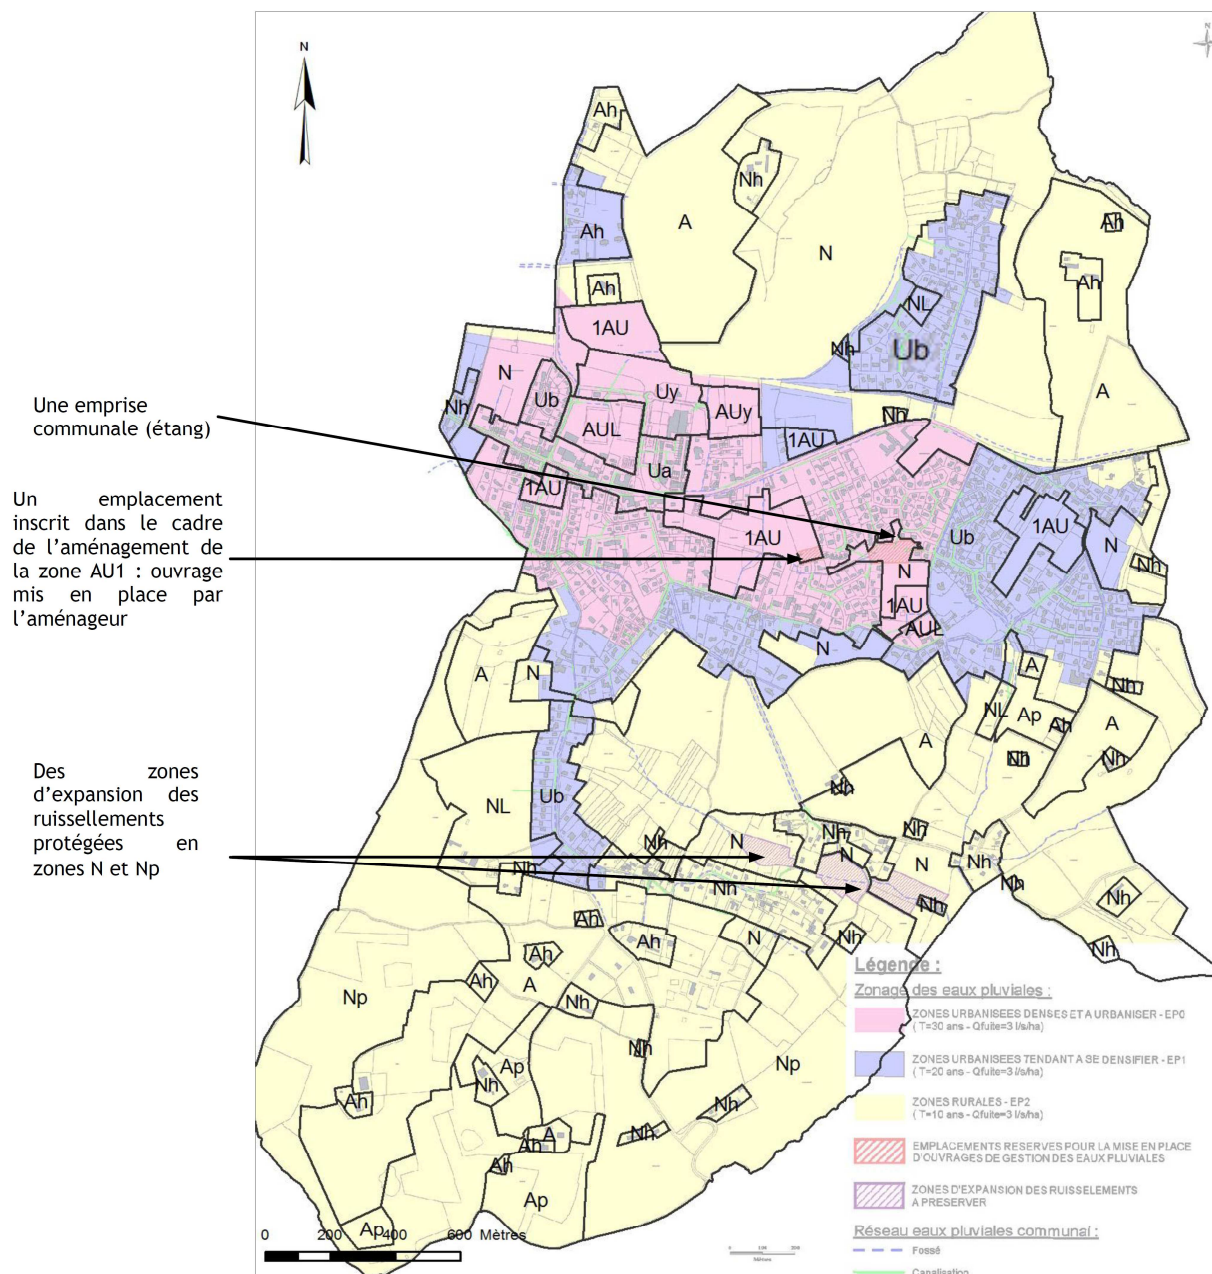 N
Ah
Nh
A
N
Ah
Ah
Ah
Ah
NL
1AU
Nh
Ub
N
Uy
Nh
Ub
AUy
A
Nh
AUL
1AU
Ua
Une emprise
communale (étang)
1AU
1AU
1AU
Ub
N
Nh
N
1AU
AUL
Un emplacement
inscrit dans le cadre
de l’aménagement de
la zone AU1 : ouvrage
mis en place par
l’aménageur
N
A
N
A
Nh
NL
Ap
Ah
A
A
Nh
Nh
Nh
NL
Ub
Des zones
d’expansion des
ruissellements
protégées en
zones N et Np
Nh
N
Nh
Nh
N
N
Nh
Nh
Nh
Nh
Nh
Nh
Ah
Ah
N
Nh
Nh
Ah
Ah
A
Np
Nh
Nh
Np
Ap
Nh
Ah
Nh
Nh
A
Ah
Ah
Ap
Ap
Légende :
Zonage des eaux pluviales :
ZONES URBANISEES DENSES ET A URBANISER - EP0
( T=30 ans - Qfuite=3 l/s/ha)
ZONES URBANISEES TENDANT A SE DENSIFIER - EP1
( T=20 ans - Qfuite=3 l/s/ha)
ZONES RURALES - EP2
( T=10 ans - Qfuite=3 l/s/ha)
EMPLACEMENTS RESERVES POUR LA MISE EN PLACE
D'OUVRAGES DE GESTION DES EAUX PLUVIALES
ZONES D'EXPANSION DES RUISSELEMENTS
A PRESERVER
Réseau eaux pluviales communal :
Fossé
Canalisation
0 200 400 600 Mètres
0 100 200
Mètres